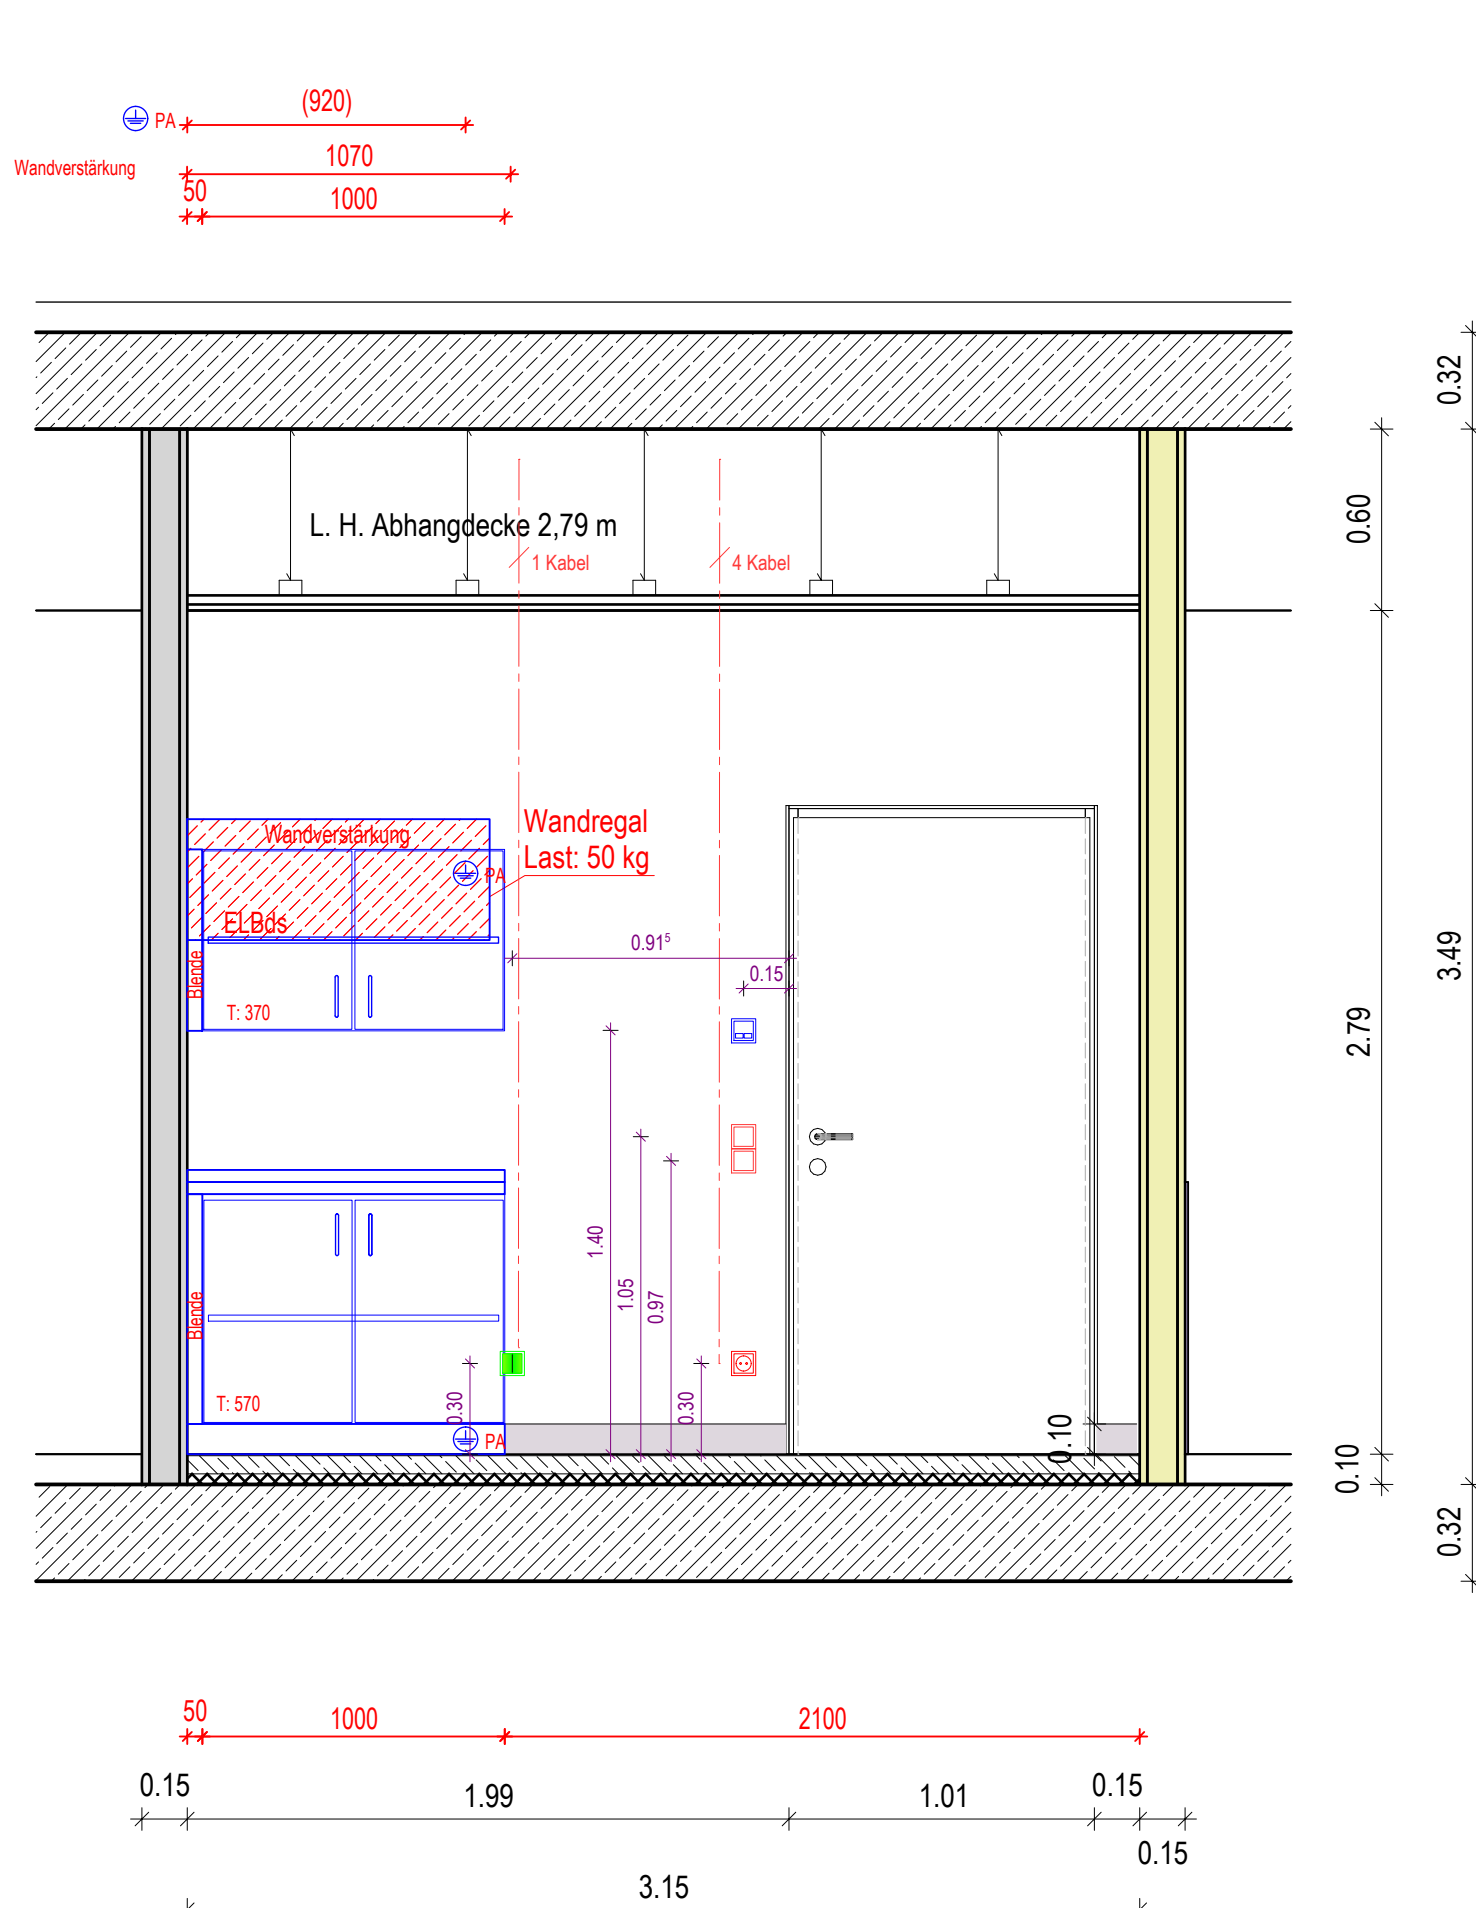 (920)
PA
1070
Wandverstärkung
50
1000
0.32
0.60
L. H. Abhangdecke 2,79 m
1 Kabel
4 Kabel
Wandregal
Last: 50 kg
Wandverstärkung
PA
ELBds
0.91⁵
0.15
3.49
Blende
T: 370
2.79
1.40
1.05
0.97
Blende
T: 570
0.30
0.30
PA
0.10
0.10
0.32
50
1000
2100
0.15
1.99
1.01
0.15
0.15
3.15